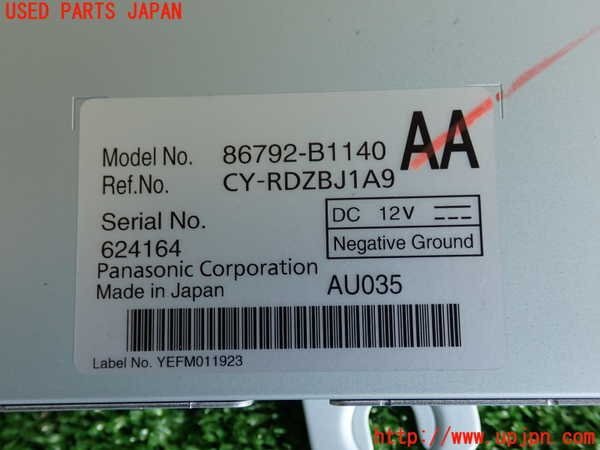 USED PARTS JAPAN
Model No. 86792-B1140 AA
Ref.No. CY-RDZBJ1A9
Serial No.
624164
DC 12V
Negative Ground
Panasonic Corporation
Made in Japan AU035
Label No. YEFM011923
http://www.upjpn.com/